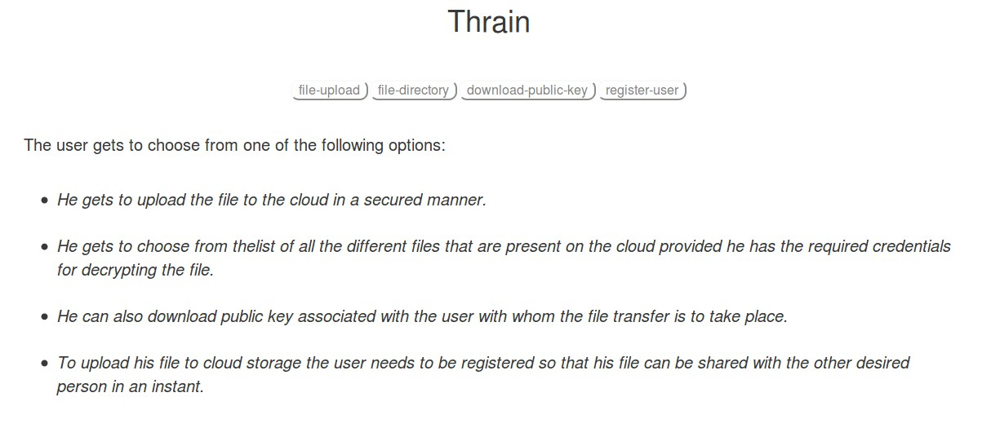 Thrain
file-upload file-directory download-public-key register-user
The user gets to choose from one of the following options:
He gets to upload the file to the cloud in a secured manner.
He gets to choose from thelist of all the different files that are present on the cloud provided he has the required credentials
for decrypting the file.
He can also download public key associated with the user with whom the file transfer is to take place.
To upload his file to cloud storage the user needs to be registered so that his file can be shared with the other desired
person in an instant.